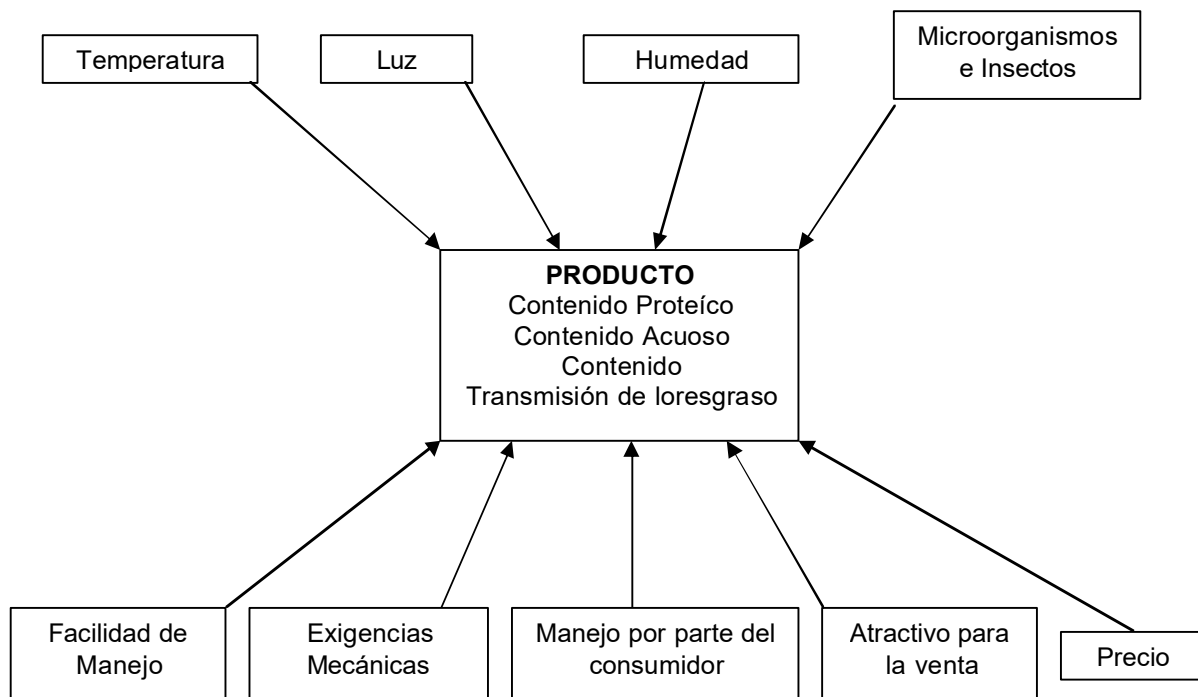 Temperatura
Luz
Humedad
Microorganismos
e Insectos
PRODUCTO
Contenido Proteíco
Contenido Acuoso
Contenido
Transmisión de loresgraso
Facilidad de
Manejo
Exigencias
Mecánicas
Manejo por parte del
consumidor
Atractivo para
la venta
Precio